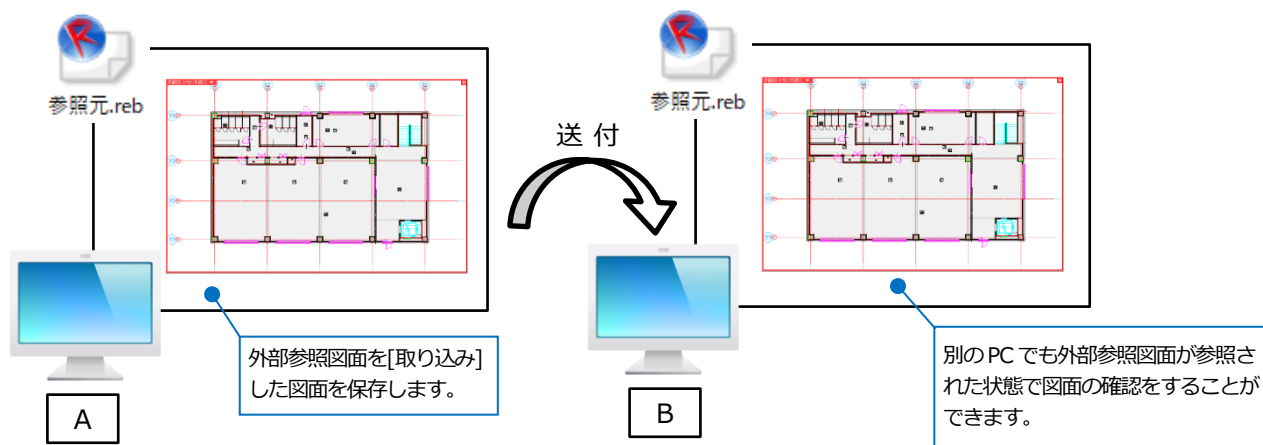 参照元.reb
参照元.reb
送 付
外部参照図面を[取り込み]
した図面を保存します。
別の PC でも外部参照図面が参照さ
れた状態で図面の確認をすることが
できます。
A
B